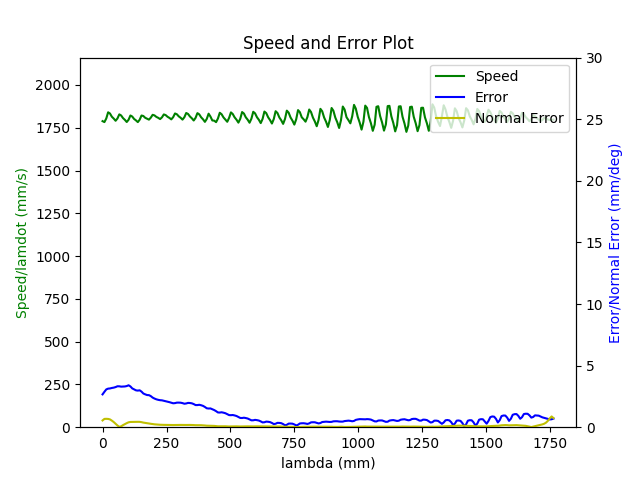 Speed and Error Plot
Speed
Error
Normal Error
Speed/lamdot (mm/s)
2000
1750
1500
1250
1000
750
500
250
0
30
25
20
15
10
5
0
Error/Normal Error (mm/deg)
0 250 500 750 1000 1250 1500 1750
lambda (mm)